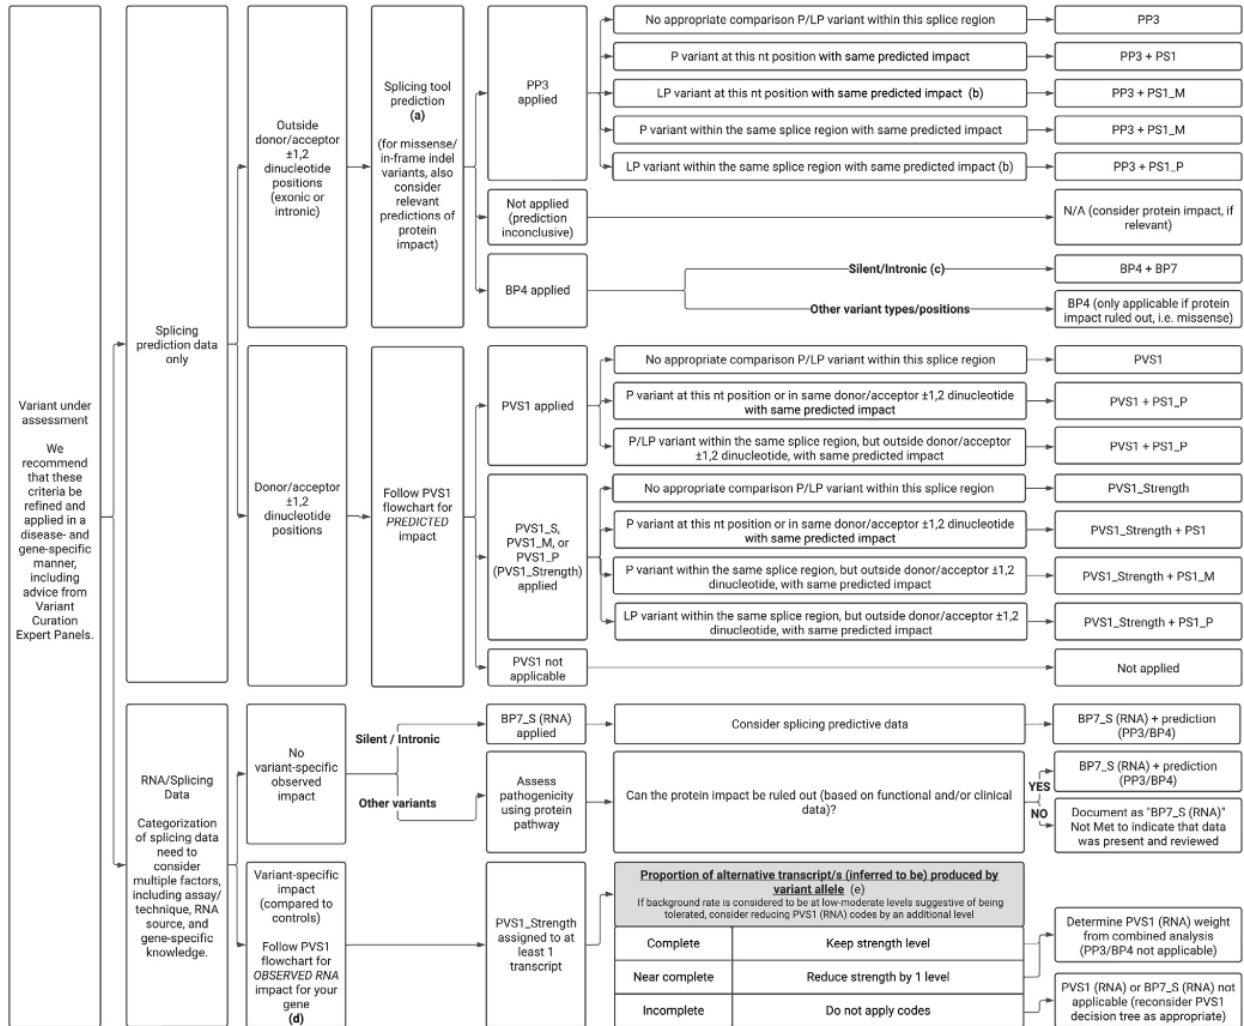 Variant under
assessment
We
recommend
that these
criteria be
refined and
applied in a
disease- and
gene-specific
manner,
including
advice from
Variant
Curation
Expert Panels.
Splicing
prediction data
only
Outside
donor/acceptor
±1,2
dinucleotide
positions
(exonic or
intronic)
Splicing tool
prediction
(a)
(for missense/
in-frame indel
variants, also
consider
relevant
predictions of
protein
impact)
PP3
applied
No appropriate comparison P/LP variant within this splice region
PP3
P variant at this nt position with same predicted impact
PP3 + PS1
LP variant at this nt position with same predicted impact (b)
PP3 + PS1_M
P variant within the same splice region with same predicted impact
PP3 + PS1_M
LP variant within the same splice region with same predicted impact (b)
PP3 + PS1_P
Not applied
(prediction
inconclusive)
N/A (consider protein impact, if
relevant)
BP4 applied
Silent/Intronic (c)
BP4 + BP7
Other variant types/positions
BP4 (only applicable if protein
impact ruled out, i.e. missense)
Donor/acceptor
±1,2
dinucleotide
positions
Follow PVS1
flowchart for
PREDICTED
impact
PVS1 applied
No appropriate comparison P/LP variant within this splice region
PVS1
P variant at this nt position or in same donor/acceptor ±1,2 dinucleotide
with same predicted impact
PVS1 + PS1_P
P/LP variant within the same splice region, but outside donor/acceptor
±1,2 dinucleotide, with same predicted impact
PVS1 + PS1_P
PVS1_S,
PVS1_M, or
PVS1_P
(PVS1_Strength)
applied
No appropriate comparison P/LP variant within this splice region
PVS1_Strength
P variant at this nt position or in same donor/acceptor ±1,2 dinucleotide
with same predicted impact
PVS1_Strength + PS1
P variant within the same splice region, but outside donor/acceptor ±1,2
dinucleotide, with same predicted impact
PVS1_Strength + PS1_M
LP variant within the same splice region, but outside donor/acceptor ±1,2
dinucleotide, with same predicted impact
PVS1_Strength + PS1_P
PVS1 not
applicable
Not applied
RNA/Splicing
Data
Categorization
of splicing data
need to
consider
multiple factors,
including assay/
technique, RNA
source, and
gene-specific
knowledge.
No
variant-specific
observed
impact
Silent / Intronic
BP7_S (RNA)
applied
Consider splicing predictive data
BP7_S (RNA) + prediction
(PP3/BP4)
Other variants
Assess
pathogenicity
using protein
pathway
Can the protein impact be ruled out (based on functional and/or clinical
data)?
YES
BP7_S (RNA) + prediction
(PP3/BP4)
NO
Document as "BP7_S (RNA)"
Not Met to indicate that data
was present and reviewed
Variant-specific
impact
(compared to
controls)
Follow PVS1
flowchart for
OBSERVED RNA
impact for your
gene
(d)
PVS1_Strength
assigned to at
least 1
transcript
Proportion of alternative transcript/s (inferred to be) produced by
variant allele (e)
If background rate is considered to be at low-moderate levels suggestive of being
tolerated, consider reducing PVS1 (RNA) codes by an additional level
Complete
Keep strength level
Near complete
Reduce strength by 1 level
Incomplete
Do not apply codes
Determine PVS1 (RNA) weight
from combined analysis
(PP3/BP4 not applicable)
PVS1 (RNA) or BP7_S (RNA) not
applicable (reconsider PVS1
decision tree as appropriate)